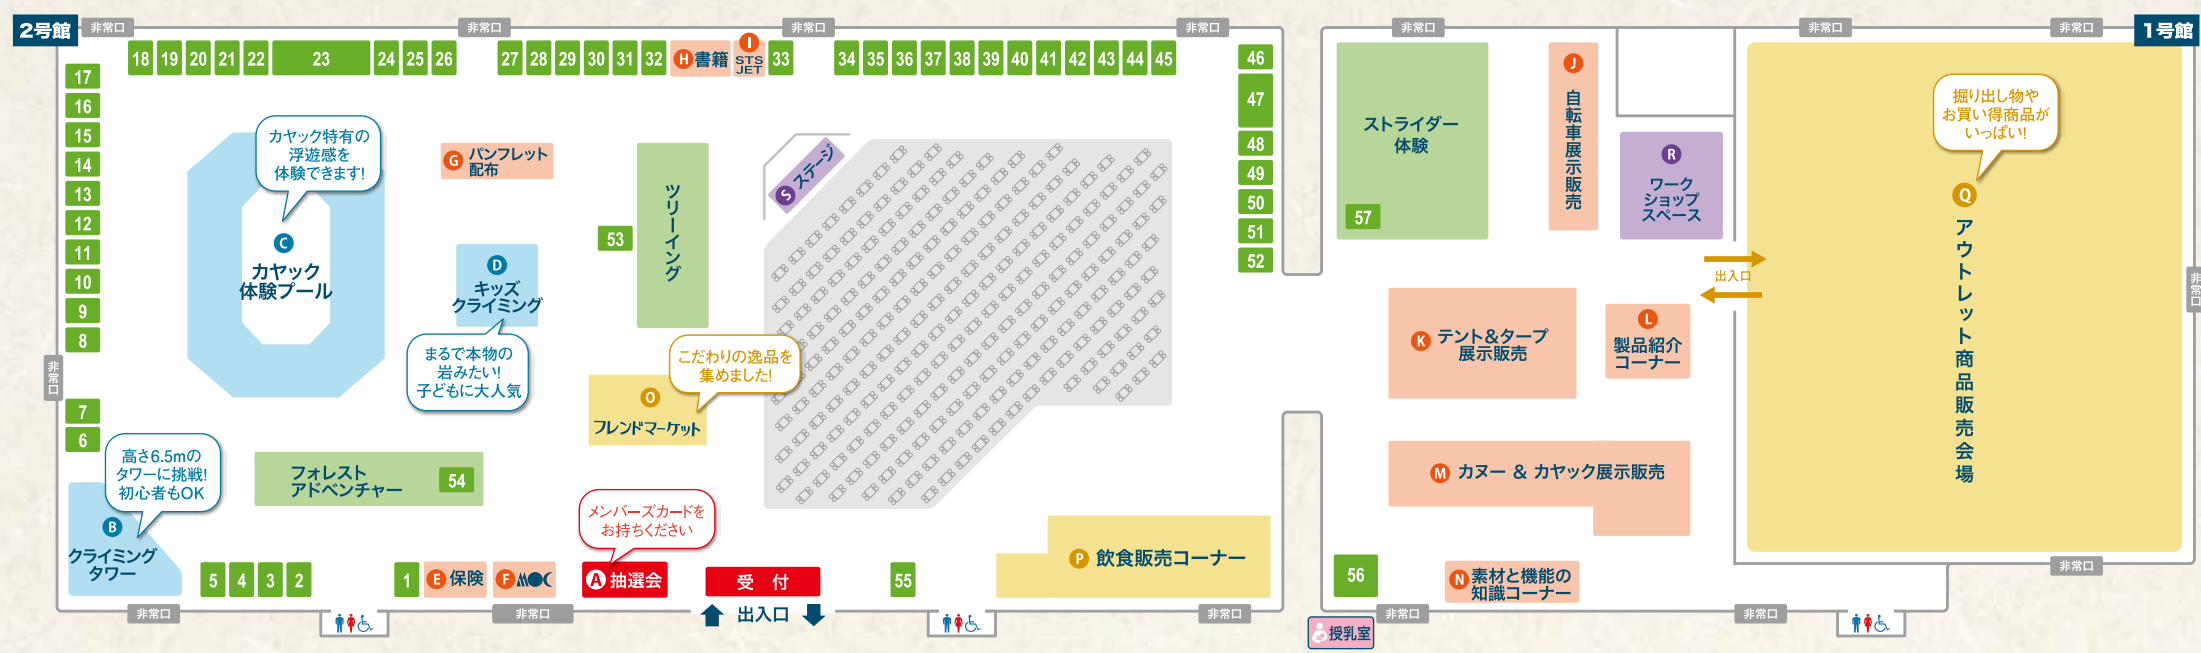 2号館
非常口
非常口
非常口
非常口
非常口
非常口
非常口
1号館
18 19 20 21 22 23 24 25 26
27 28 29 30 31 32
H 書籍
I
STS
JET
33
34 35 36 37 38 39 40 41 42 43 44 45
17
16
15
14
13
12
11
10
9
8
7
6
非常口
カヤック特有の
浮遊感を
体験できます!
C
カヤック
体験プール
G パンフレット
配布
D
キッズ
クライミング
まるで本物の
岩みたい!
子どもに大人気
53
ツリーイング
S ステージ
こだわりの逸品を
集めました!
O
フレンドマーケット
フォレスト
アドベンチャー
54
高さ6.5mの
タワーに挑戦!
初心者もOK
B
クライミング
タワー
5 4 3 2
1
E 保険
F MOC
メンバーズカードを
お持ちください
A 抽選会
受付
出入口
55
P 飲食販売コーナー
非常口
非常口
非常口
46
47
48
49
50
51
52
ストライダー
体験
57
J
自転車展示販売
R
ワーク
ショップ
スペース
出入口
K テント&タープ
展示販売
L
製品紹介
コーナー
M カヌー & カヤック展示販売
56
N 素材と機能の
知識コーナー
掘り出し物や
お買い得商品が
いっぱい!
Q
アウトレット商品販売会場
非常口
非常口
授乳室
非常口
非常口